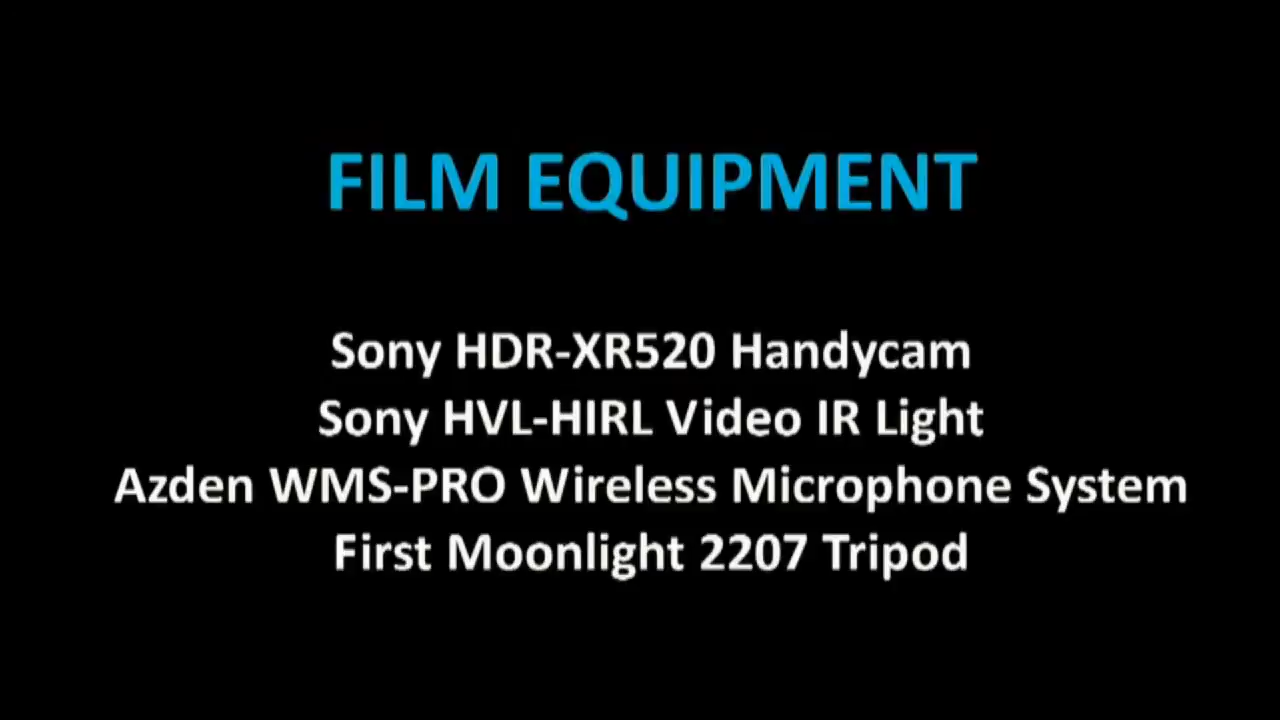 FILM EQUIPMENT
Sony HDR-XR520 Handycam
Sony HVL-HIRL Video IR Light
Azden WMS-PRO Wireless Microphone System
First Moonlight 2207 Tripod